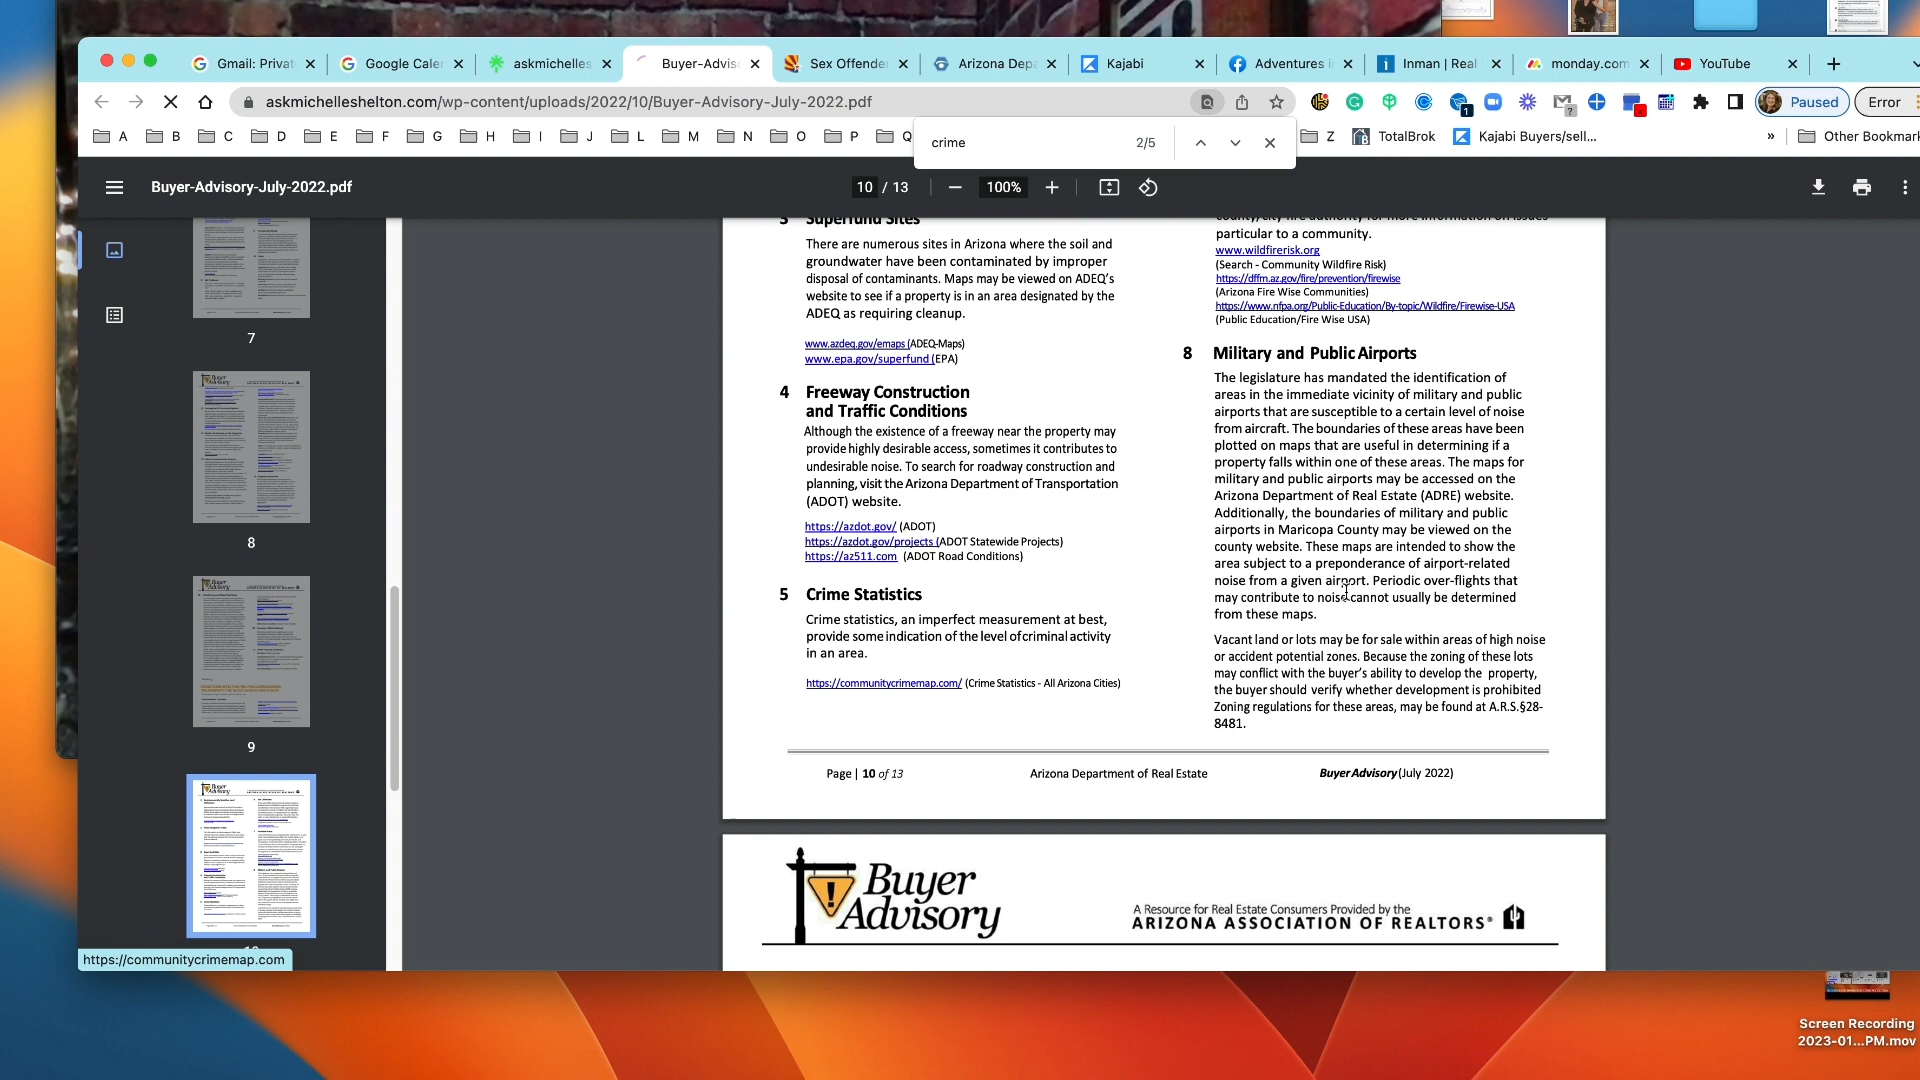 Gmail: Privat
Google Caler
askmichelles
Buyer-Advis
Sex Offende
Arizona Depa
Kajabi
Adventures i
Inman | Real
monday.com
YouTube
askmichelleshelton.com/wp-content/uploads/2022/10/Buyer-Advisory-July-2022.pdf
1
?
Paused
Error
A B C D E F G H I J L M N O P Q
crime
2/5
Z
TotalBrok
Kajabi Buyers/sell...
»
Other Bookmar
Buyer-Advisory-July-2022.pdf
10 / 13
100%
7
8
9
3 Superfund Sites
There are numerous sites in Arizona where the soil and
groundwater have been contaminated by improper
disposal of contaminants. Maps may be viewed on ADEQ's
website to see if a property is in an area designated by the
ADEQ as requiring cleanup.
www.azdeq.gov/emaps (ADEQ-Maps)
www.epa.gov/superfund (EPA)
4 Freeway Construction
and Traffic Conditions
Although the existence of a freeway near the property may
provide highly desirable access, sometimes it contributes to
undesirable noise. To search for roadway construction and
planning, visit the Arizona Department of Transportation
(ADOT) website.
https://azdot.gov/ (ADOT)
https://azdot.gov/projects (ADOT Statewide Projects)
https://az511.com (ADOT Road Conditions)
5 Crime Statistics
Crime statistics, an imperfect measurement at best,
provide some indication of the level of criminal activity
in an area.
https://communitycrimemap.com/ (Crime Statistics - All Arizona Cities)
county/city fire authority for more information on issues
particular to a community.
www.wildfirerisk.org
(Search - Community Wildfire Risk)
https://dffm.az.gov/fire/prevention/firewise
(Arizona Fire Wise Communities)
https://www.nfpa.org/Public-Education/By-topic/Wildfire/Firewise-USA
(Public Education/Fire Wise USA)
8 Military and Public Airports
The legislature has mandated the identification of
areas in the immediate vicinity of military and public
airports that are susceptible to a certain level of noise
from aircraft. The boundaries of these areas have been
plotted on maps that are useful in determining if a
property falls within one of these areas. The maps for
military and public airports may be accessed on the
Arizona Department of Real Estate (ADRE) website.
Additionally, the boundaries of military and public
airports in Maricopa County may be viewed on the
county website. These maps are intended to show the
area subject to a preponderance of airport-related
noise from a given airport. Periodic over-flights that
may contribute to noise cannot usually be determined
from these maps.
Vacant land or lots may be for sale within areas of high noise
or accident potential zones. Because the zoning of these lots
may conflict with the buyer's ability to develop the property,
the buyer should verify whether development is prohibited
Zoning regulations for these areas, may be found at A.R.S.§28-
8481.
Page | 10 of 13
Arizona Department of Real Estate
Buyer Advisory (July 2022)
Buyer
Advisory
A Resource for Real Estate Consumers Provided by the
ARIZONA ASSOCIATION OF REALTORS®
https://communitycrimemap.com
Screen Recording
2023-01...PM.mov